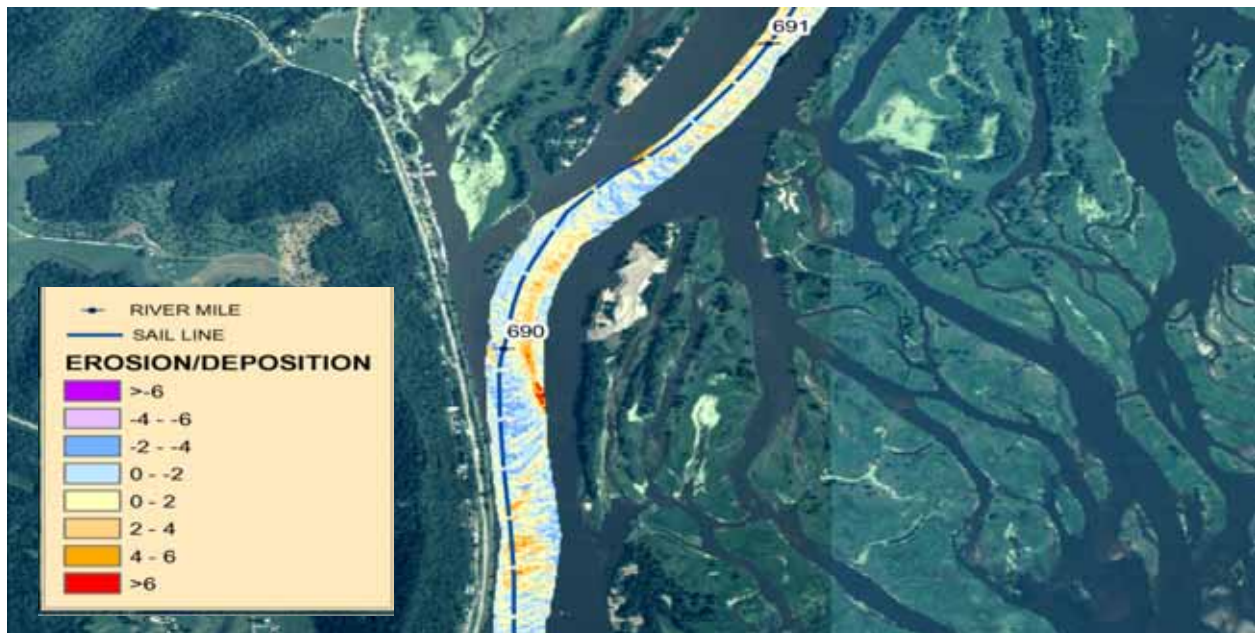 691
690
RIVER MILE
SAIL LINE
EROSION/DEPOSITION
>-6
-4 - -6
-2 - -4
0 - -2
0 - 2
2 - 4
4 - 6
>6